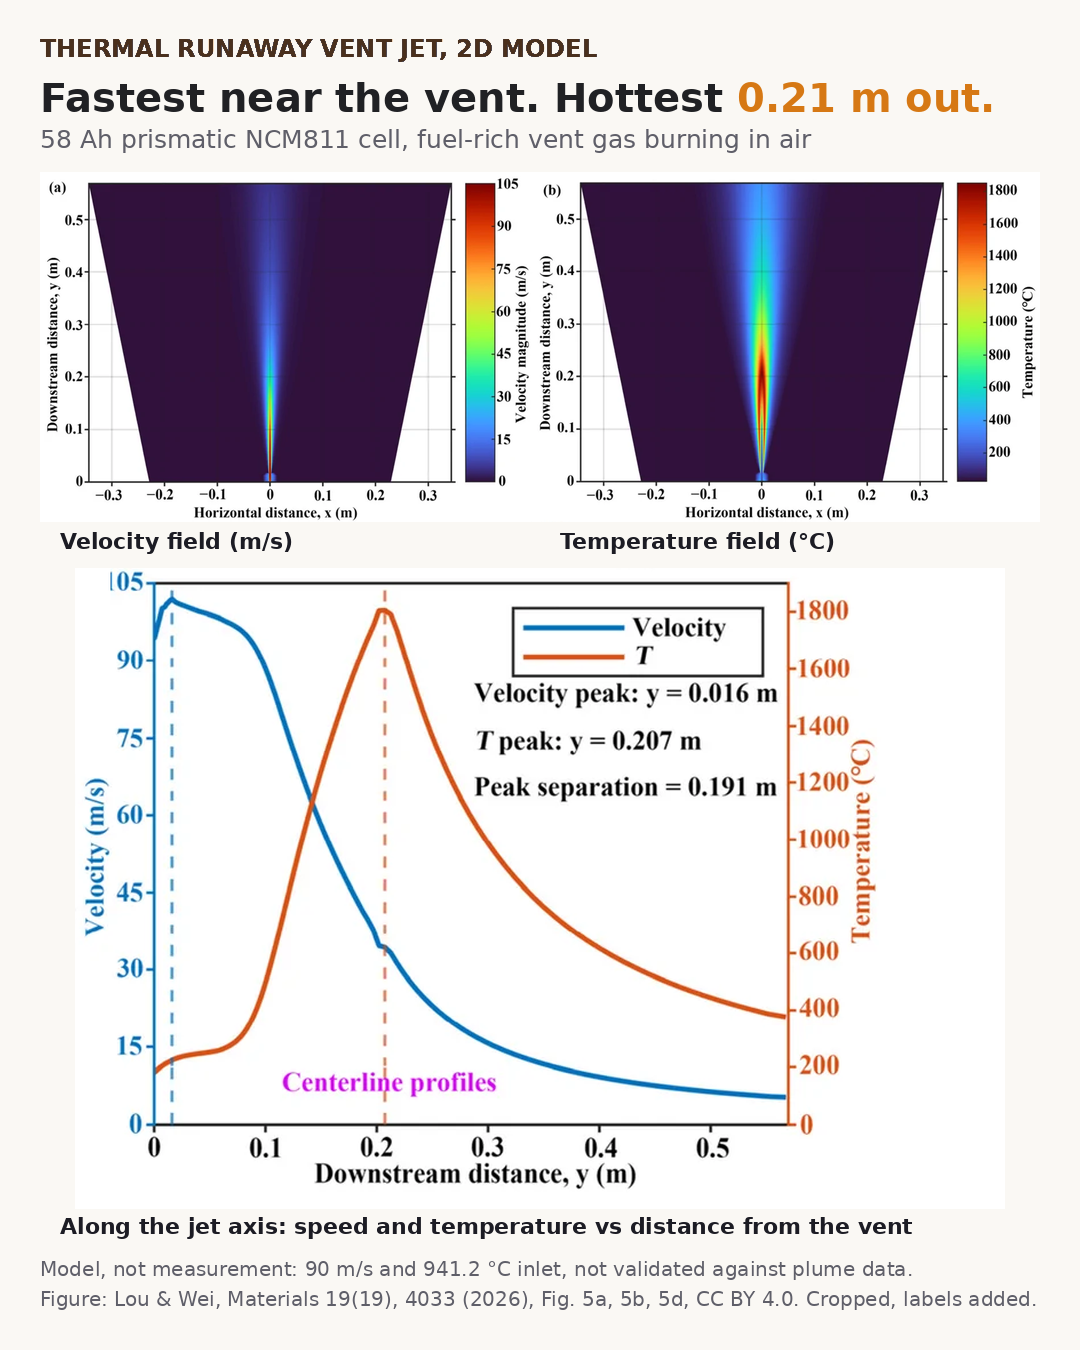 THERMAL RUNAWAY VENT JET, 2D MODEL
Fastest near the vent. Hottest 0.21 m out.
58 Ah prismatic NCM811 cell, fuel-rich vent gas burning in air
(a)
Downstream distance, y (m)
0.5
0.4
0.3
0.2
0.1
0
−0.3 −0.2 −0.1 0 0.1 0.2 0.3
Horizontal distance, x (m)
105
90
75
60
45
30
15
0
Velocity magnitude (m/s)
(b)
Downstream distance, y (m)
0.5
0.4
0.3
0.2
0.1
0
−0.3 −0.2 −0.1 0 0.1 0.2 0.3
Horizontal distance, x (m)
1800
1600
1400
1200
1000
800
600
400
200
Temperature (°C)
Velocity field (m/s)
Temperature field (°C)
Velocity (m/s)
105
90
75
60
45
30
15
0
Velocity
T
Velocity peak: y = 0.016 m
T peak: y = 0.207 m
Peak separation = 0.191 m
Centerline profiles
1800
1600
1400
1200
1000
800
600
400
200
0
Temperature (°C)
0 0.1 0.2 0.3 0.4 0.5
Downstream distance, y (m)
Along the jet axis: speed and temperature vs distance from the vent
Model, not measurement: 90 m/s and 941.2 °C inlet, not validated against plume data.
Figure: Lou & Wei, Materials 19(19), 4033 (2026), Fig. 5a, 5b, 5d, CC BY 4.0. Cropped, labels added.